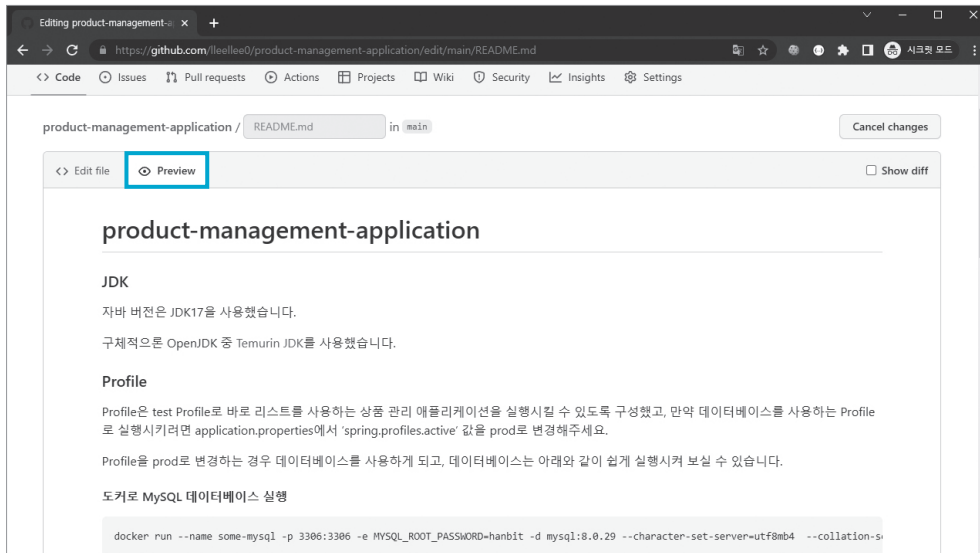 Editing product-management-a
https://github.com/lleellee0/product-management-application/edit/main/README.md
시크릿 모드
Code Issues Pull requests Actions Projects Wiki Security Insights Settings
product-management-application / README.md in main Cancel changes
Edit file Preview Show diff
product-management-application
JDK
자바 버전은 JDK17을 사용했습니다.
구체적으론 OpenJDK 중 Temurin JDK를 사용했습니다.
Profile
Profile은 test Profile로 바로 리스트를 사용하는 상품 관리 애플리케이션을 실행시킬 수 있도록 구성했고, 만약 데이터베이스를 사용하는 Profile
로 실행시키려면 application.properties에서 'spring.profiles.active' 값을 prod로 변경해주세요.
Profile을 prod로 변경하는 경우 데이터베이스를 사용하게 되고, 데이터베이스는 아래와 같이 쉽게 실행시켜 보실 수 있습니다.
도커로 MySQL 데이터베이스 실행
docker run --name some-mysql -p 3306:3306 -e MYSQL_ROOT_PASSWORD=hanbit -d mysql:8.0.29 --character-set-server=utf8mb4 --collation-s